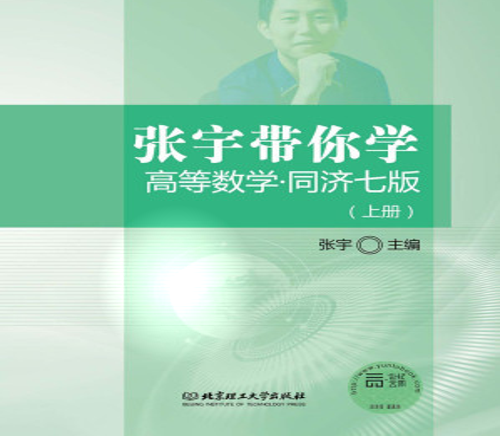 张宇带你学
高等数学·同济七版
（上册）
张宇 主编
北京理工大学出版社
BEIJING INSTITUTE OF TECHNOLOGY PRESS